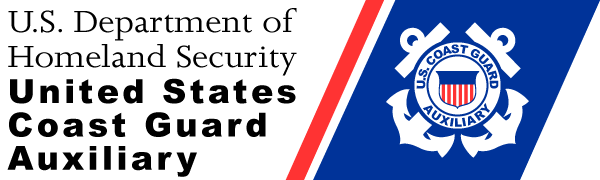 U.S. Department of
Homeland Security
United States
Coast Guard
Auxiliary
U.S. COAST GUARD
AUXILIARY